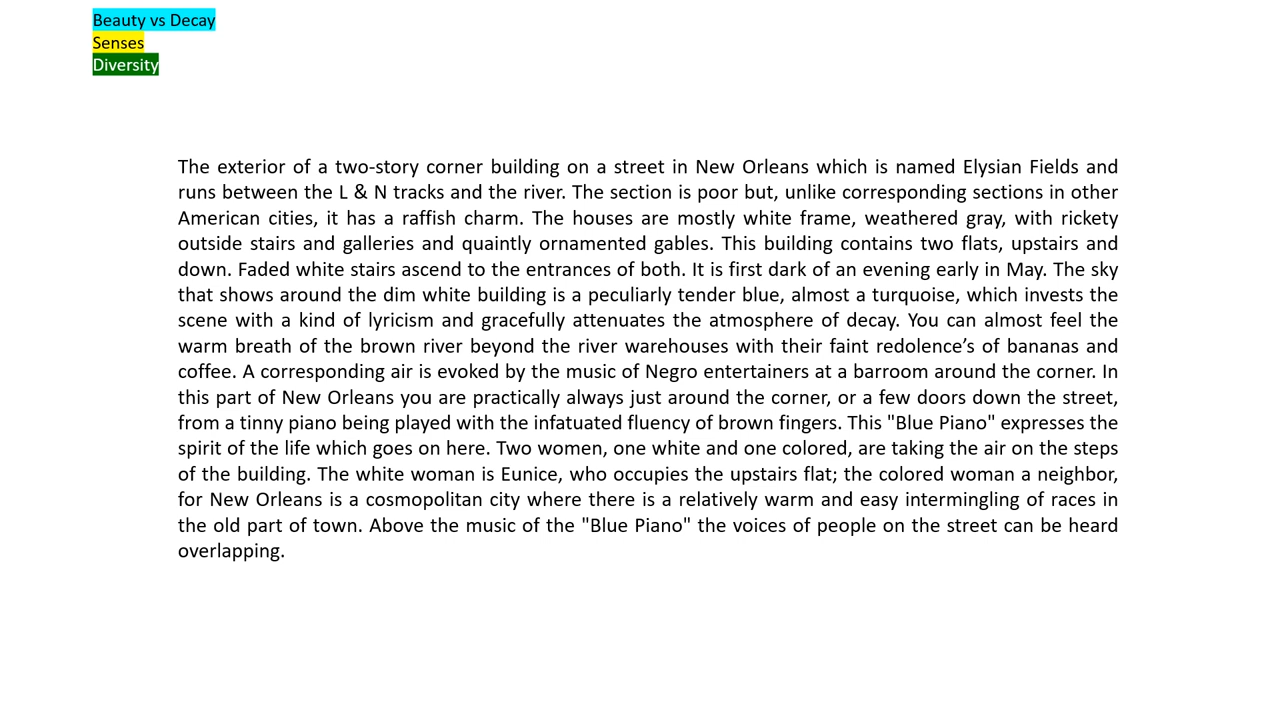 Beauty vs Decay
Senses
Diversity
The exterior of a two-story corner building on a street in New Orleans which is named Elysian Fields and
runs between the L & N tracks and the river. The section is poor but, unlike corresponding sections in other
American cities, it has a raffish charm. The houses are mostly white frame, weathered gray, with rickety
outside stairs and galleries and quaintly ornamented gables. This building contains two flats, upstairs and
down. Faded white stairs ascend to the entrances of both. It is first dark of an evening early in May. The sky
that shows around the dim white building is a peculiarly tender blue, almost a turquoise, which invests the
scene with a kind of lyricism and gracefully attenuates the atmosphere of decay. You can almost feel the
warm breath of the brown river beyond the river warehouses with their faint redolence’s of bananas and
coffee. A corresponding air is evoked by the music of Negro entertainers at a barroom around the corner. In
this part of New Orleans you are practically always just around the corner, or a few doors down the street,
from a tinny piano being played with the infatuated fluency of brown fingers. This "Blue Piano" expresses the
spirit of the life which goes on here. Two women, one white and one colored, are taking the air on the steps
of the building. The white woman is Eunice, who occupies the upstairs flat; the colored woman a neighbor,
for New Orleans is a cosmopolitan city where there is a relatively warm and easy intermingling of races in
the old part of town. Above the music of the "Blue Piano" the voices of people on the street can be heard
overlapping.